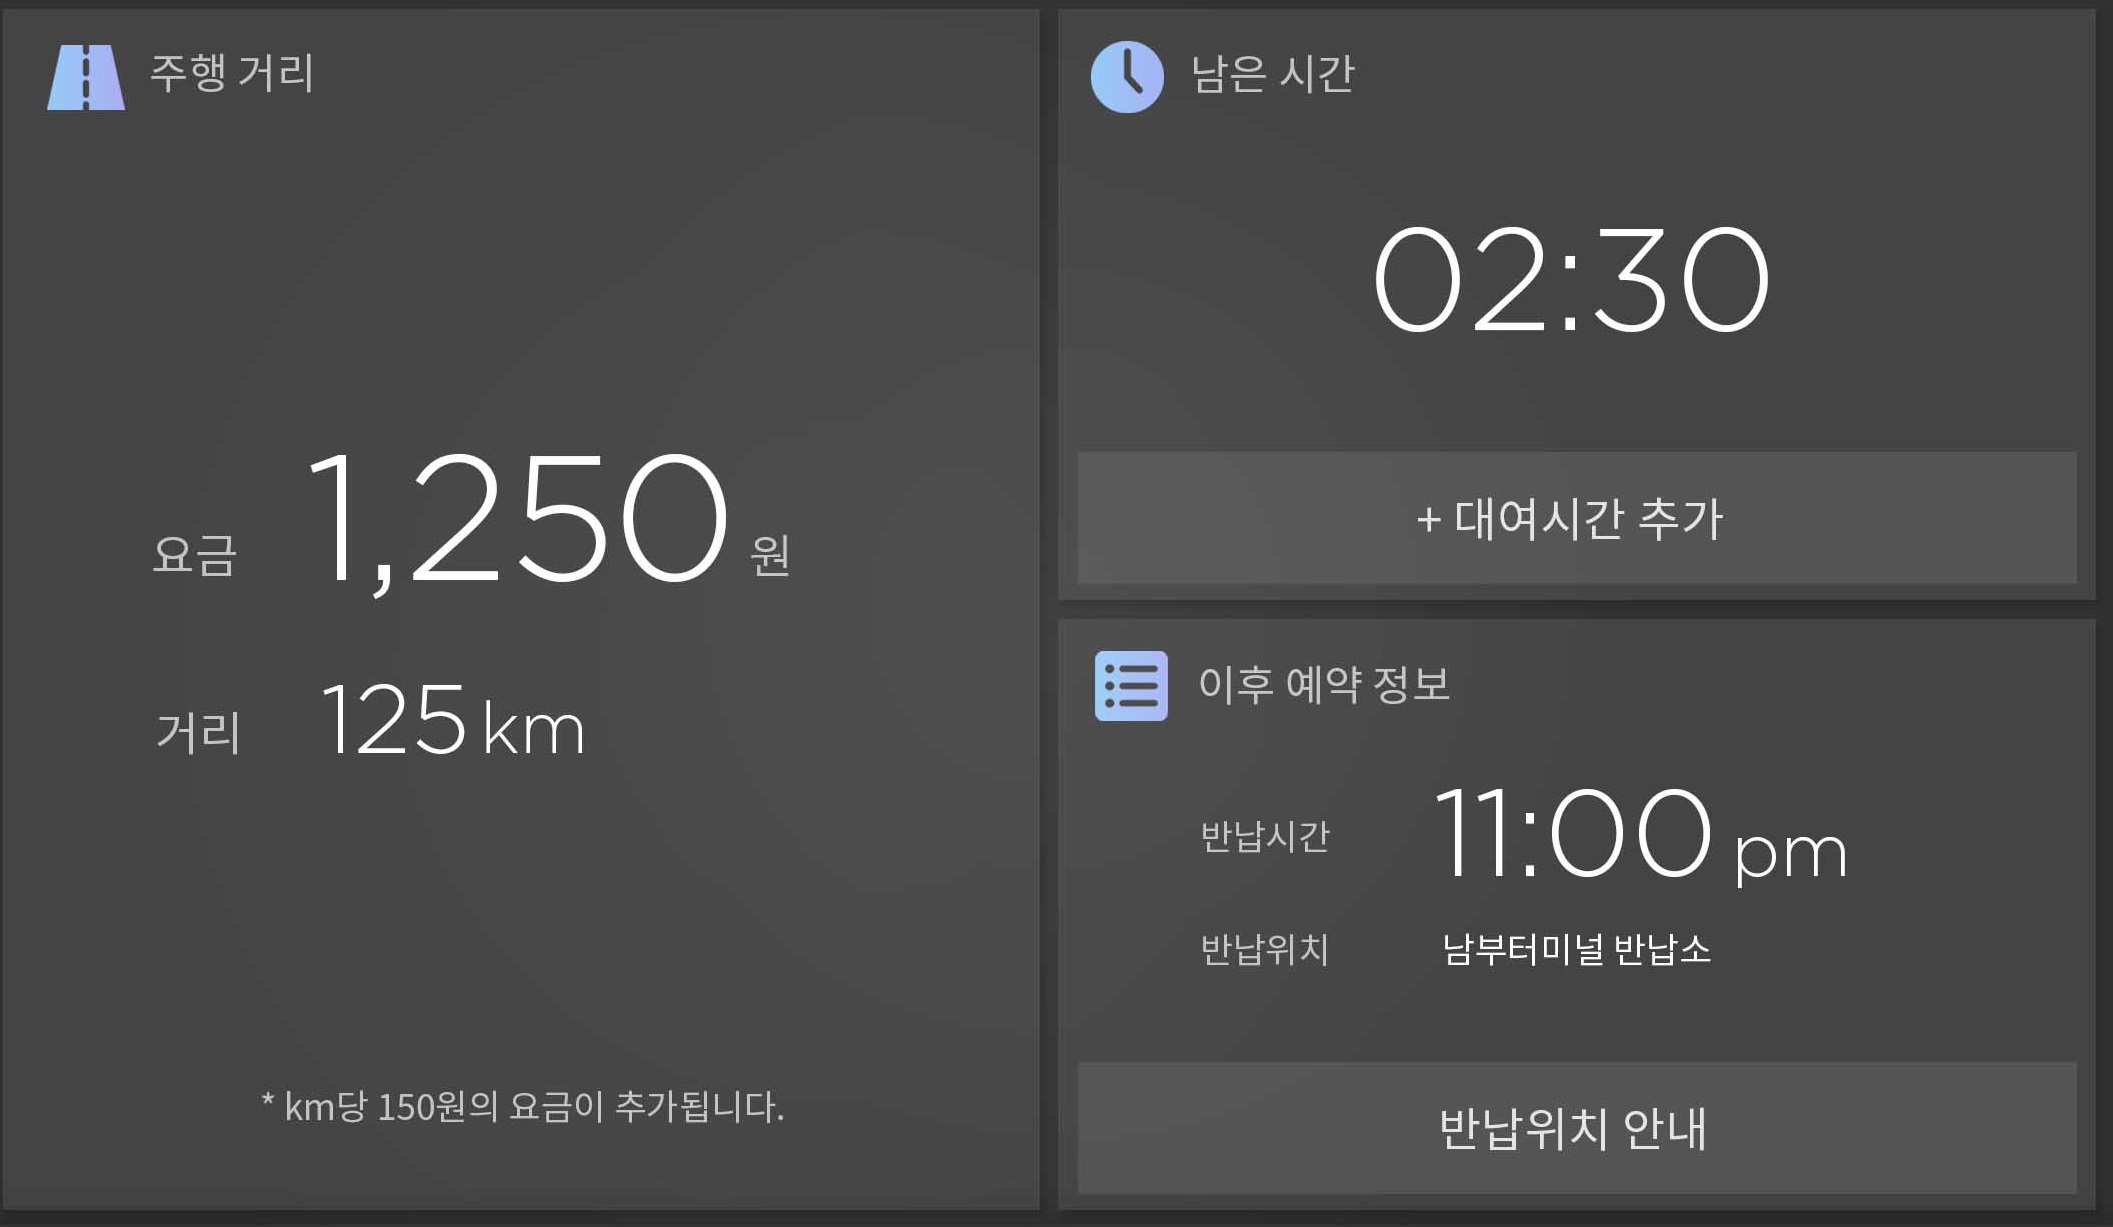 주행 거리
요금 1,250 원
거리 125 km
* km당 150원의 요금이 추가됩니다.
남은 시간
02:30
+ 대여시간 추가
이후 예약 정보
반납시간 11:00 pm
반납위치 남부터미널 반납소
반납위치 안내